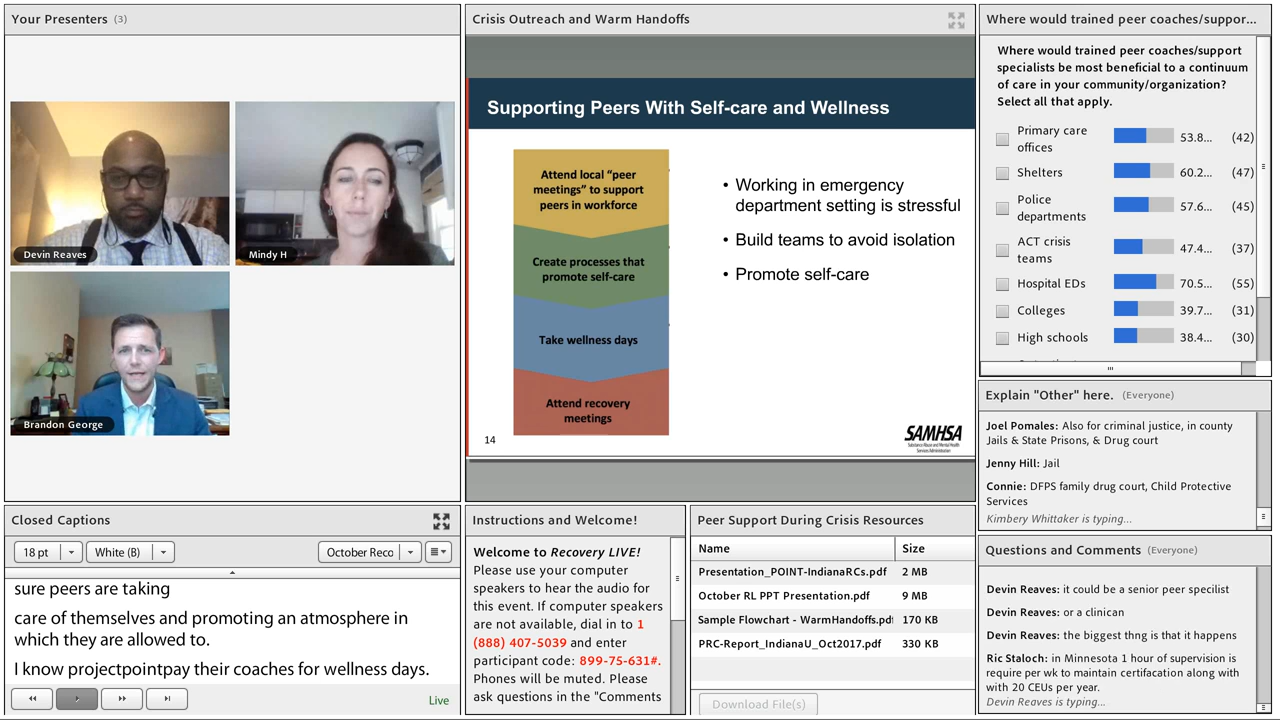 Your Presenters (3)
Devin Reaves
Mindy H
Brandon George
Crisis Outreach and Warm Handoffs
Supporting Peers With Self-care and Wellness
Attend local “peer
meetings” to support
peers in workforce
Create processes that
promote self-care
Take wellness days
Attend recovery
meetings
• Working in emergency
department setting is stressful
• Build teams to avoid isolation
• Promote self-care
14
SAMHSA
Substance Abuse and Mental Health
Services Administration
Where would trained peer coaches/suppor...
Where would trained peer coaches/support
specialists be most beneficial to a continuum
of care in your community/organization?
Select all that apply.
Primary care
offices
53.8... (42)
Shelters 60.2... (47)
Police
departments
57.6... (45)
ACT crisis
teams
47.4... (37)
Hospital EDs 70.5... (55)
Colleges 39.7... (31)
High schools 38.4... (30)
Explain "Other" here. (Everyone)
Joel Pomales: Also for criminal justice, in county
Jails & State Prisons, & Drug court
Jenny Hill: Jail
Connie: DFPS family drug court, Child Protective
Services
Kimbery Whittaker is typing...
Closed Captions
18 pt White (B) October Reco
sure peers are taking
care of themselves and promoting an atmosphere in
which they are allowed to.
I know projectpointpay their coaches for wellness days.
Live
Instructions and Welcome!
Welcome to Recovery LIVE!
Please use your computer
speakers to hear the audio for
this event. If computer speakers
are not available, dial in to 1
(888) 407-5039 and enter
participant code: 899-75-631#.
Phones will be muted. Please
ask questions in the "Comments
Peer Support During Crisis Resources
Name Size
Presentation_POINT-IndianaRCs.pdf 2 MB
October RL PPT Presentation.pdf 9 MB
Sample Flowchart - WarmHandoffs.pdf 170 KB
PRC-Report_IndianaU_Oct2017.pdf 330 KB
Download File(s)
Questions and Comments (Everyone)
Devin Reaves: it could be a senior peer specilist
Devin Reaves: or a clinican
Devin Reaves: the biggest thng is that it happens
Ric Staloch: in Minnesota 1 hour of supervision is
require per wk to maintain certifacation along with
with 20 CEUs per year.
Devin Reaves is typing...